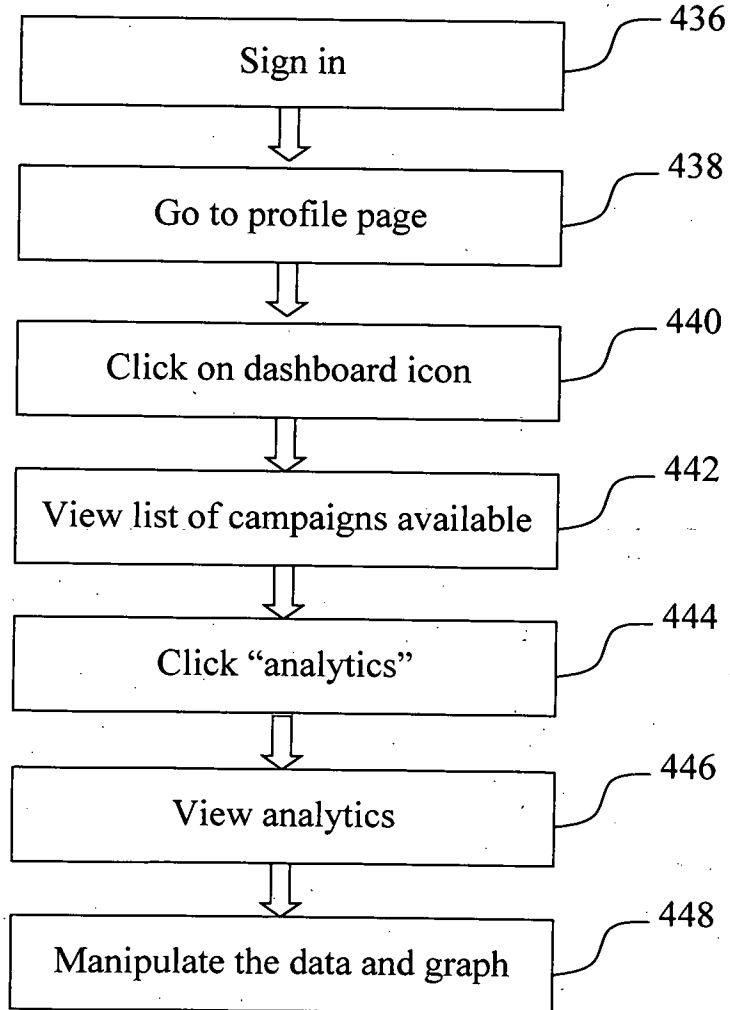 Sign in
436
Go to profile page
438
Click on dashboard icon
440
View list of campaigns available
442
Click “analytics”
444
View analytics
446
Manipulate the data and graph
448